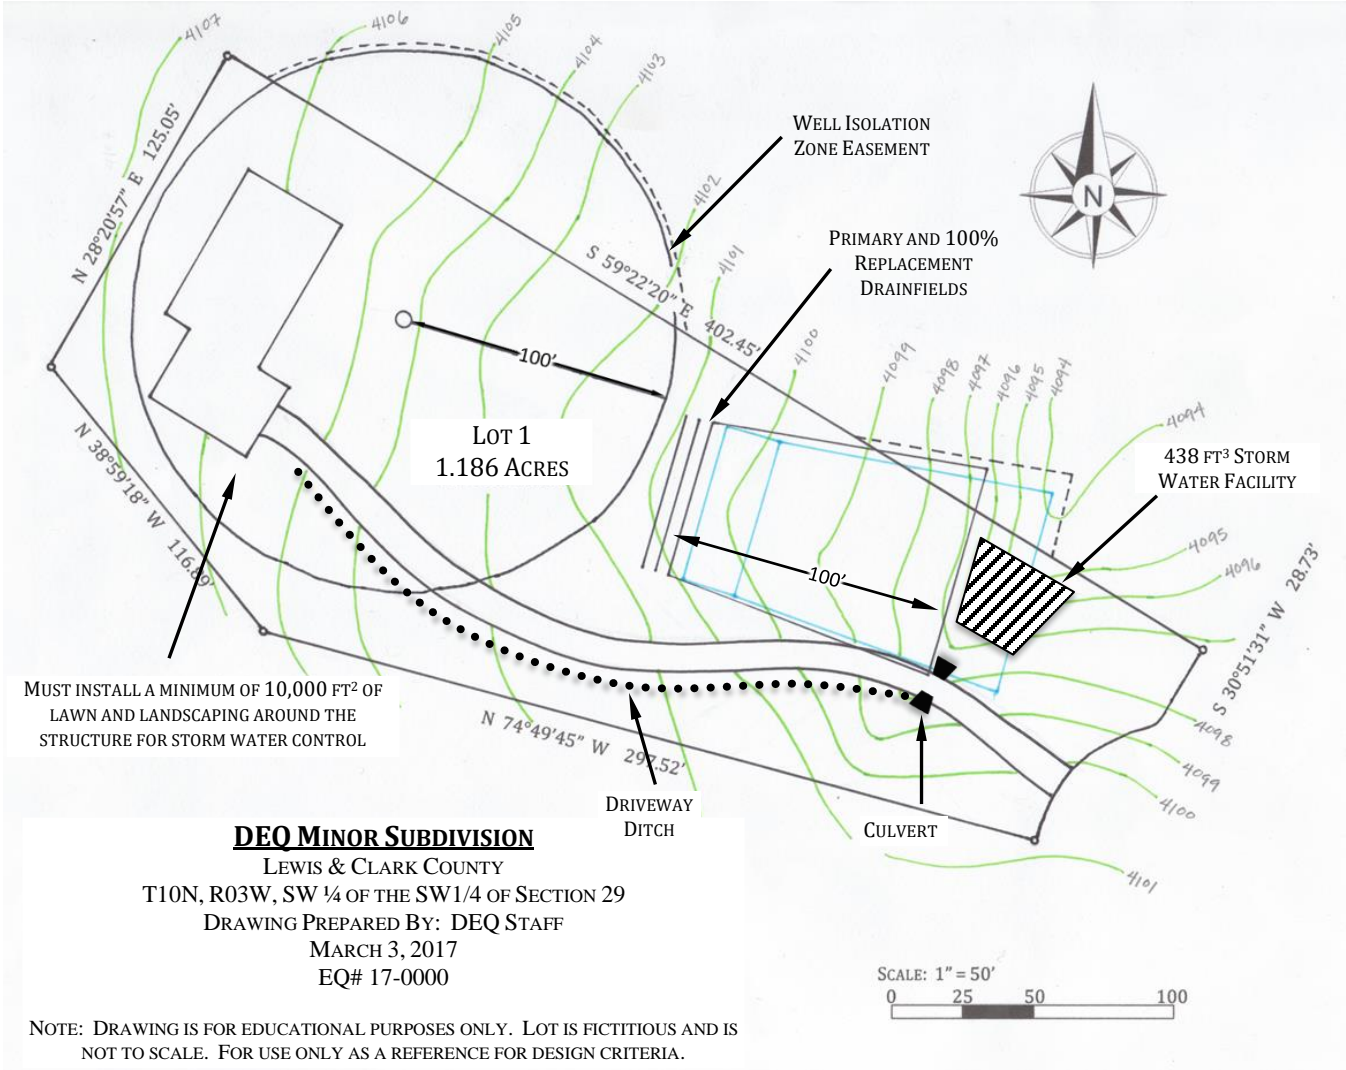 4107
4106
4105
4104
4103
4102
4101
4100
4099
4098
4097
4096
4095
4094
4094
4095
4096
4098
4099
4100
4101
N 28°20'57" E 125.05'
S 59°22'20" E 402.45'
S 30°51'31" W 28.73'
N 74°49'45" W 297.52'
N 38°59'18" W 116.89'
WELL ISOLATION
ZONE EASEMENT
N
PRIMARY AND 100%
REPLACEMENT
DRAINFIELDS
100'
LOT 1
1.186 ACRES
438 FT³ STORM
WATER FACILITY
100'
MUST INSTALL A MINIMUM OF 10,000 FT² OF
LAWN AND LANDSCAPING AROUND THE
STRUCTURE FOR STORM WATER CONTROL
DRIVEWAY
DITCH
CULVERT
DEQ MINOR SUBDIVISION
LEWIS & CLARK COUNTY
T10N, R03W, SW ¼ OF THE SW1/4 OF SECTION 29
DRAWING PREPARED BY: DEQ STAFF
MARCH 3, 2017
EQ# 17-0000
NOTE: DRAWING IS FOR EDUCATIONAL PURPOSES ONLY. LOT IS FICTITIOUS AND IS
NOT TO SCALE. FOR USE ONLY AS A REFERENCE FOR DESIGN CRITERIA.
SCALE: 1" = 50'
0 25 50 100